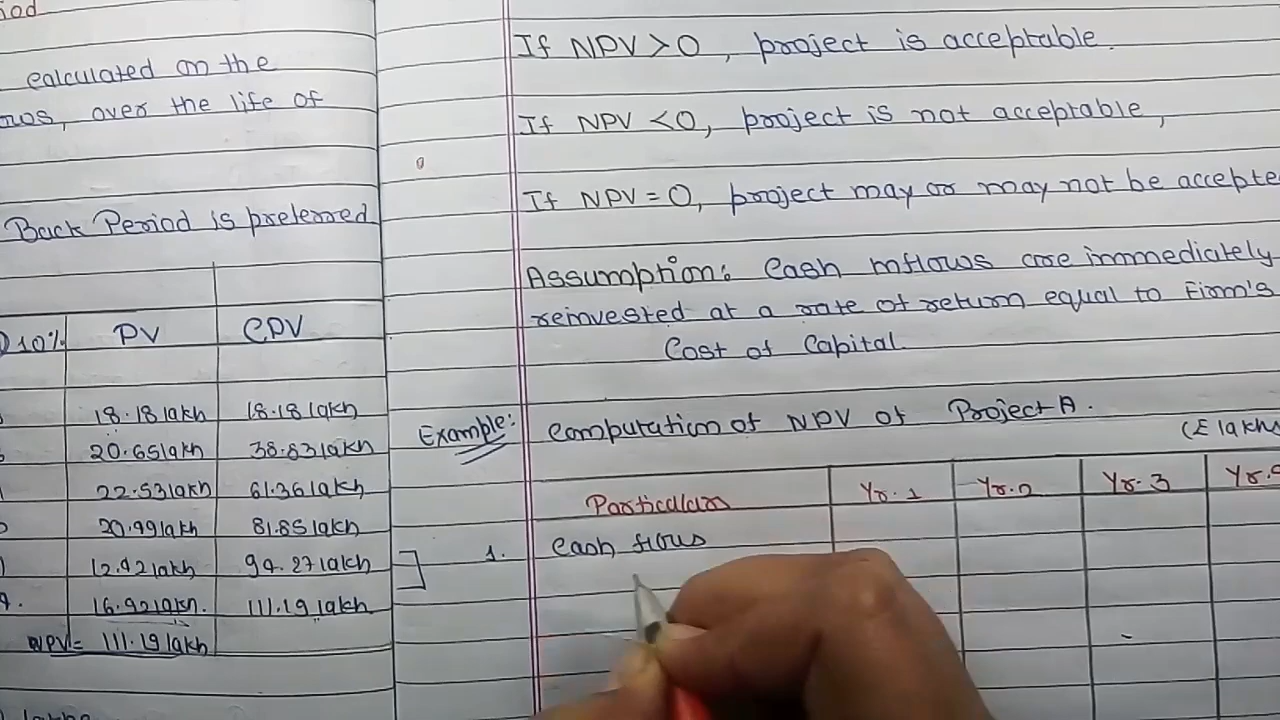 iod
calculated on the
ows, over the life of
Back Period is preferred
10% PV CPV
18.18 lakh 18.18 lakh
20.65 lakh 38.83 lakh
22.53 lakh 61.36 lakh
20.49 lakh 81.85 lakh
12.42 lakh 94.27 lakh
16.92 lakh. 111.19 lakh
NPV = 111.19 lakh
If NPV > 0, project is acceptable.
If NPV < 0, project is not acceptable,
If NPV = 0, project may or may not be accepte
Assumption: Cash inflows are immediately
reinvested at a rate of return equal to Firm's
Cost of Capital.
Example: Computation of NPV of Project A.
(₹ lakhs
Particulars Yr. 1 Yr. 2 Yr. 3 Yr.
1. Cash flows